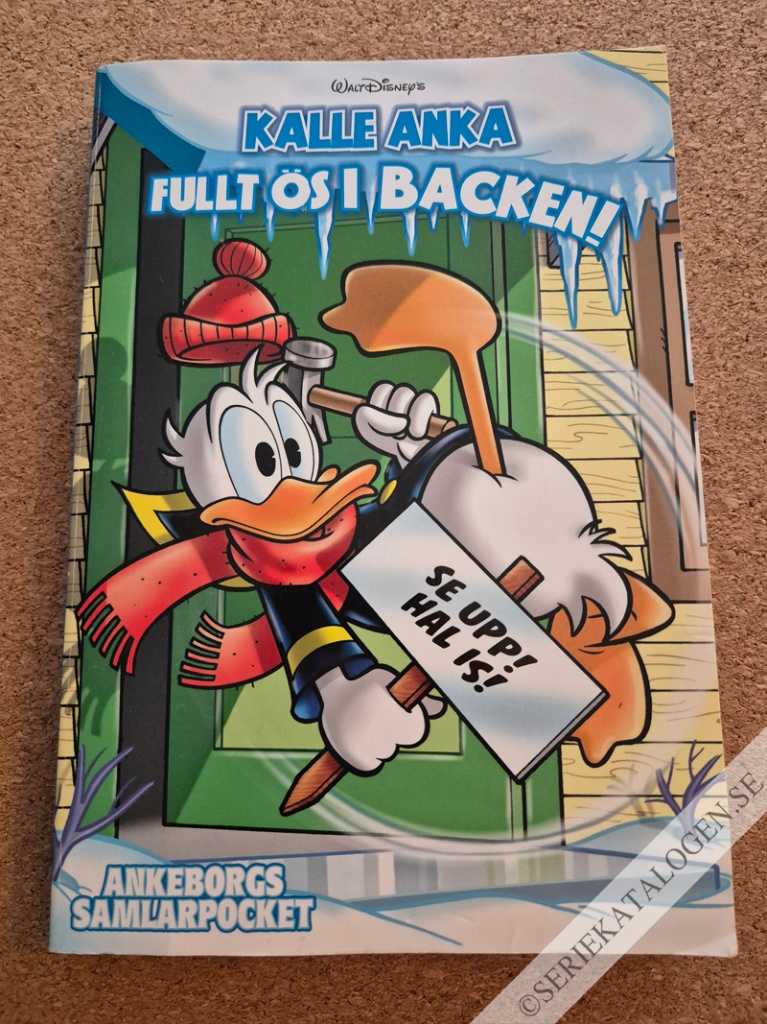 WALT DISNEY'S
KALLE ANKA
FULLT ÖS I BACKEN!
SE UPP!
HAL IS!
ANKEBORGS
SAMLARPOCKET
©SERIEKATALOGEN.SE